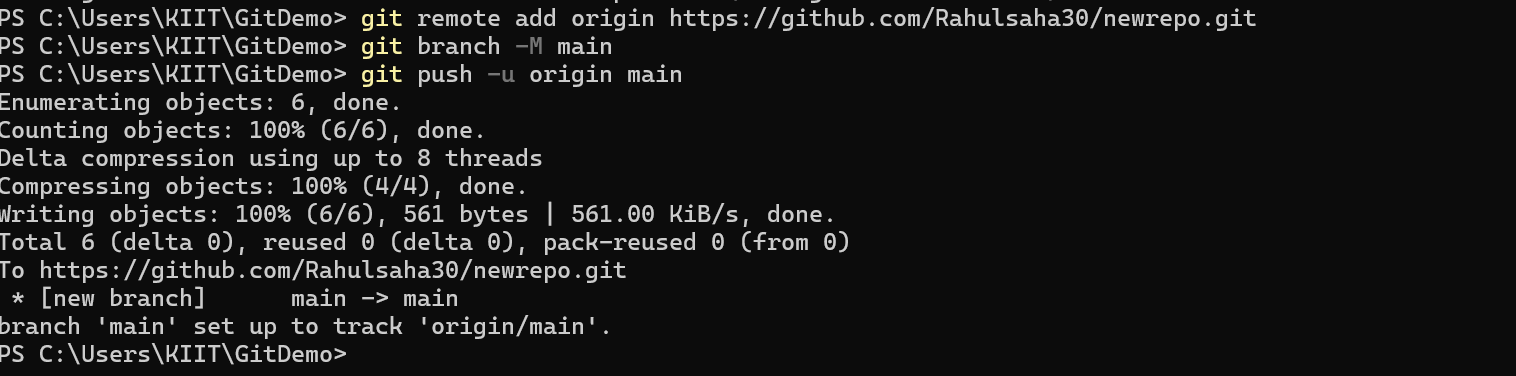 PS C:\Users\KIIT\GitDemo> git remote add origin https://github.com/Rahulsaha30/newrepo.git
PS C:\Users\KIIT\GitDemo> git branch -M main
PS C:\Users\KIIT\GitDemo> git push -u origin main
Enumerating objects: 6, done.
Counting objects: 100% (6/6), done.
Delta compression using up to 8 threads
Compressing objects: 100% (4/4), done.
Writing objects: 100% (6/6), 561 bytes | 561.00 KiB/s, done.
Total 6 (delta 0), reused 0 (delta 0), pack-reused 0 (from 0)
To https://github.com/Rahulsaha30/newrepo.git
 * [new branch]      main -> main
branch 'main' set up to track 'origin/main'.
PS C:\Users\KIIT\GitDemo>